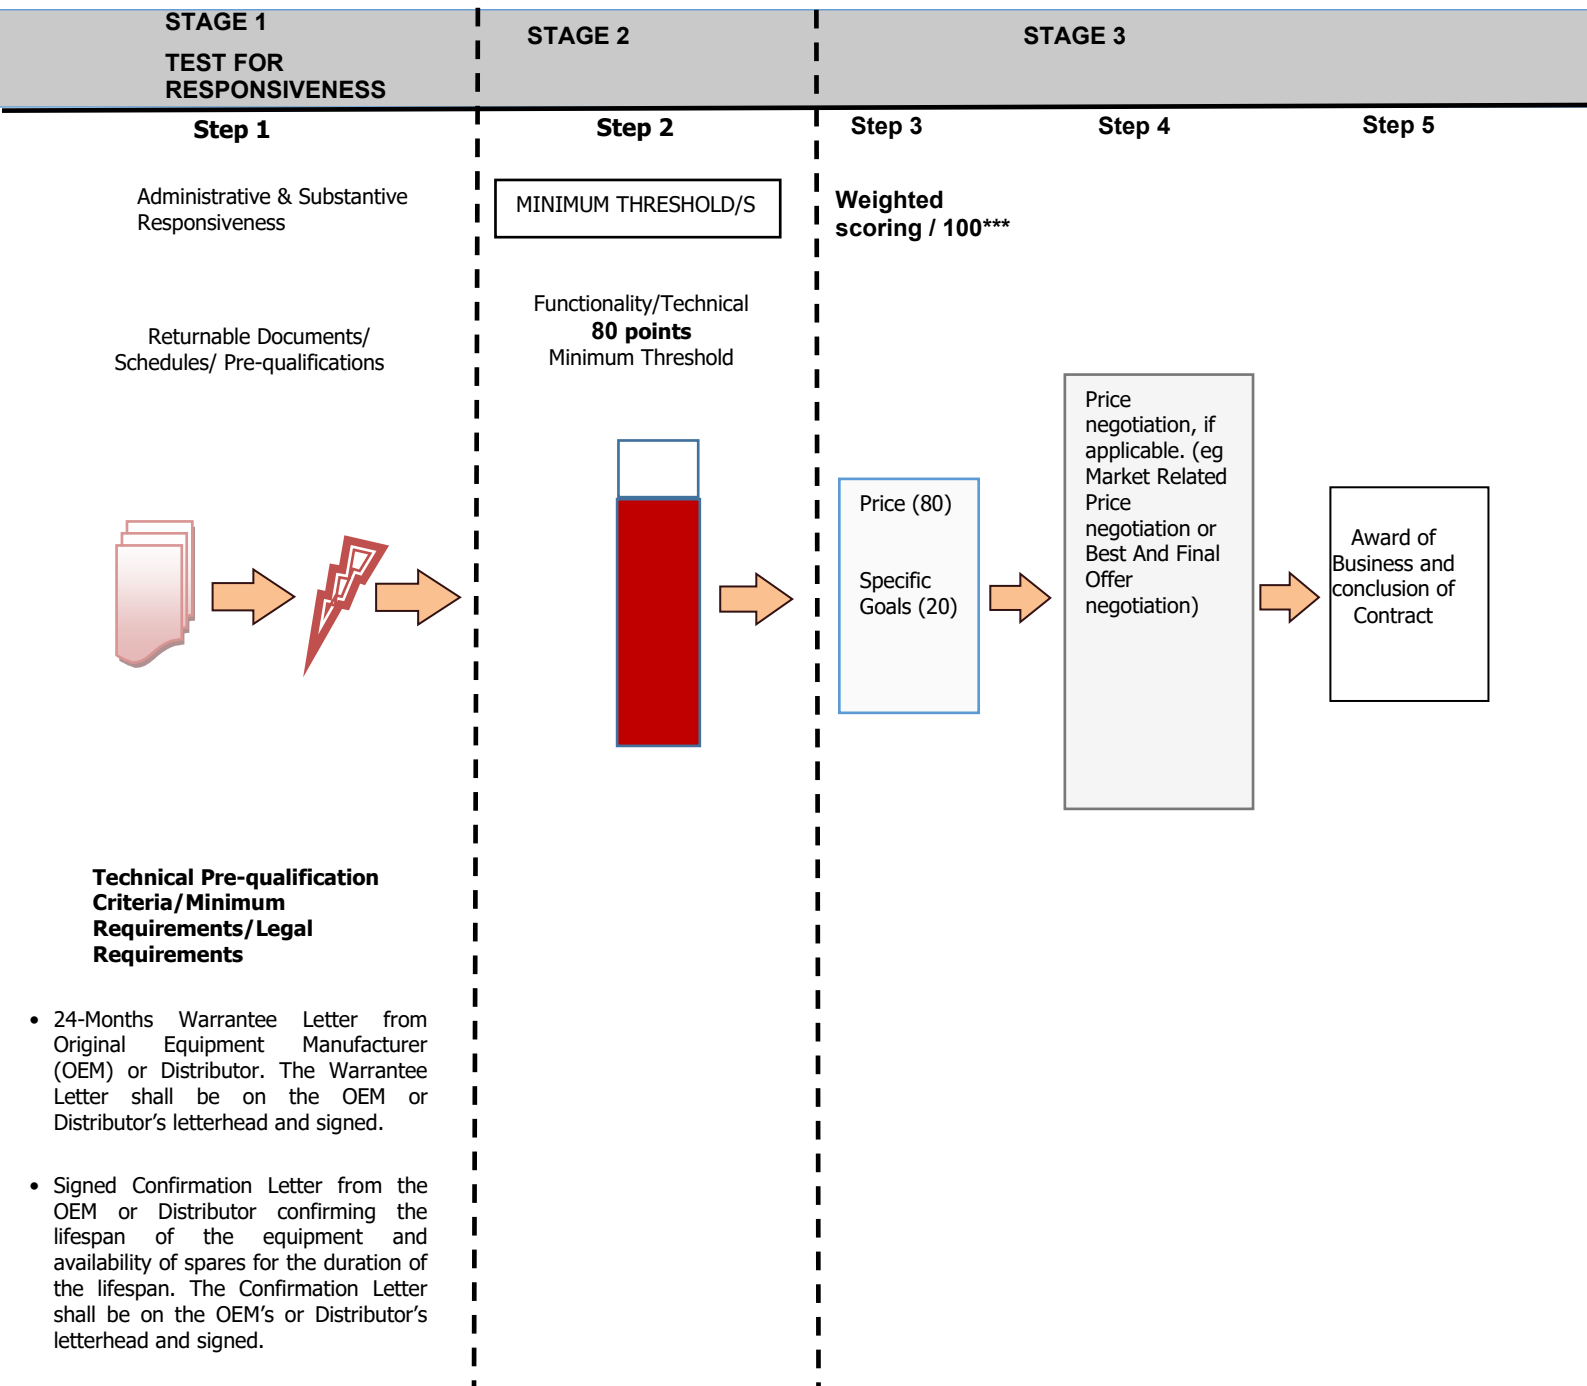 STAGE 1
TEST FOR
RESPONSIVENESS
STAGE 2
STAGE 3
Step 1
Step 2
Step 3
Step 4
Step 5
Administrative & Substantive
Responsiveness
MINIMUM THRESHOLD/S
Weighted
scoring / 100***
Returnable Documents/
Schedules/ Pre-qualifications
Functionality/Technical
80 points
Minimum Threshold
Price (80)
Specific
Goals (20)
Price
negotiation, if
applicable. (eg
Market Related
Price
negotiation or
Best And Final
Offer
negotiation)
Award of
Business and
conclusion of
Contract
Technical Pre-qualification
Criteria/Minimum
Requirements/Legal
Requirements
• 24-Months Warrantee Letter from
Original Equipment Manufacturer
(OEM) or Distributor. The Warrantee
Letter shall be on the OEM or
Distributor’s letterhead and signed.
• Signed Confirmation Letter from the
OEM or Distributor confirming the
lifespan of the equipment and
availability of spares for the duration of
the lifespan. The Confirmation Letter
shall be on the OEM’s or Distributor’s
letterhead and signed.